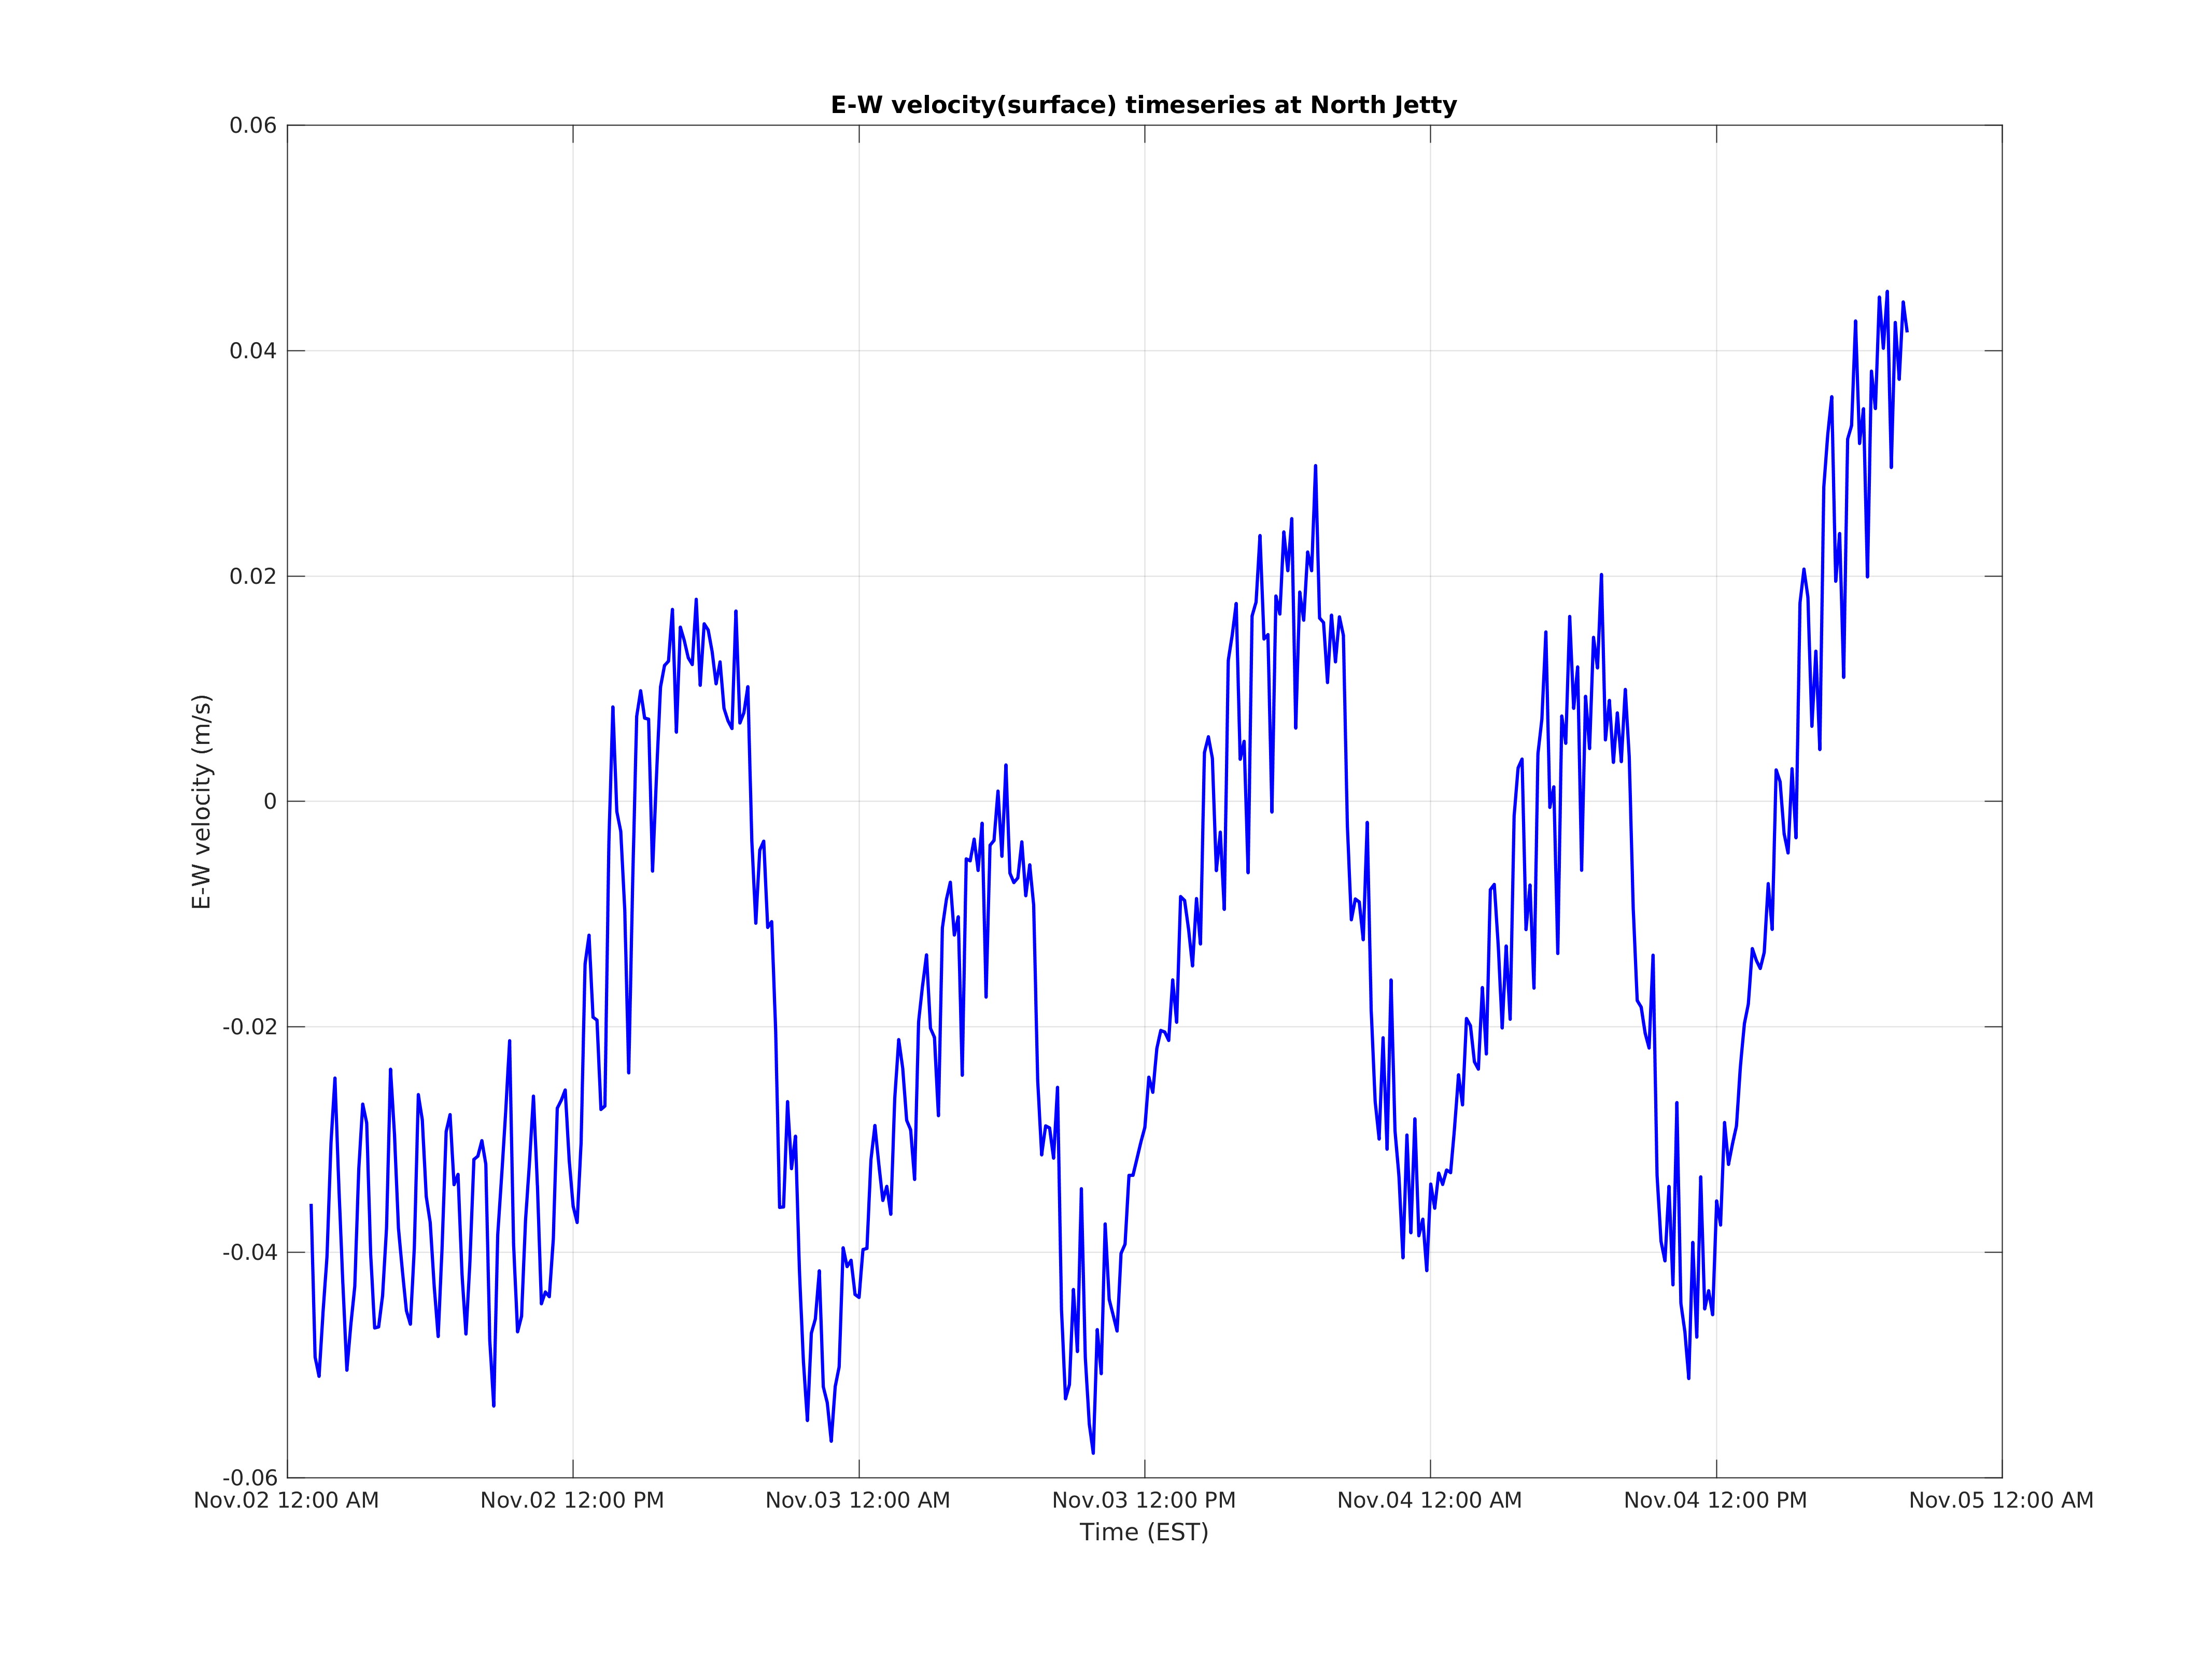 E-W velocity(surface) timeseries at North Jetty
0.06
0.04
0.02
0
-0.02
-0.04
-0.06
E-W velocity (m/s)
Nov.02 12:00 AM Nov.02 12:00 PM Nov.03 12:00 AM Nov.03 12:00 PM Nov.04 12:00 AM Nov.04 12:00 PM Nov.05 12:00 AM
Time (EST)